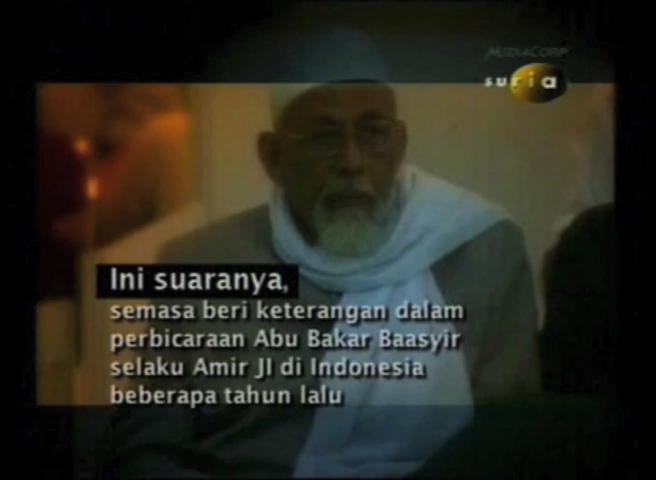 MEDIACORP
suria
Ini suaranya,
semasa beri keterangan dalam
perbicaraan Abu Bakar Baasyir
selaku Amir JI di Indonesia
beberapa tahun lalu